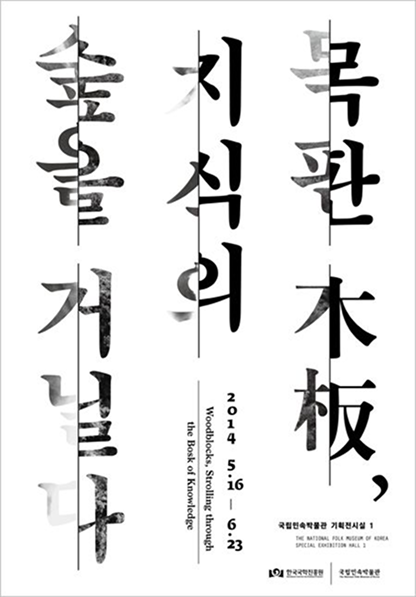 목판 木板,
지식의
숲을 거닐다
2014 5.16 — 6.23
Woodblocks, Strolling through
the Bosk of Knowledge
국립민속박물관 기획전시실 1
THE NATIONAL FOLK MUSEUM OF KOREA
SPECIAL EXHIBITION HALL 1
한국국학진흥원
국립민속박물관